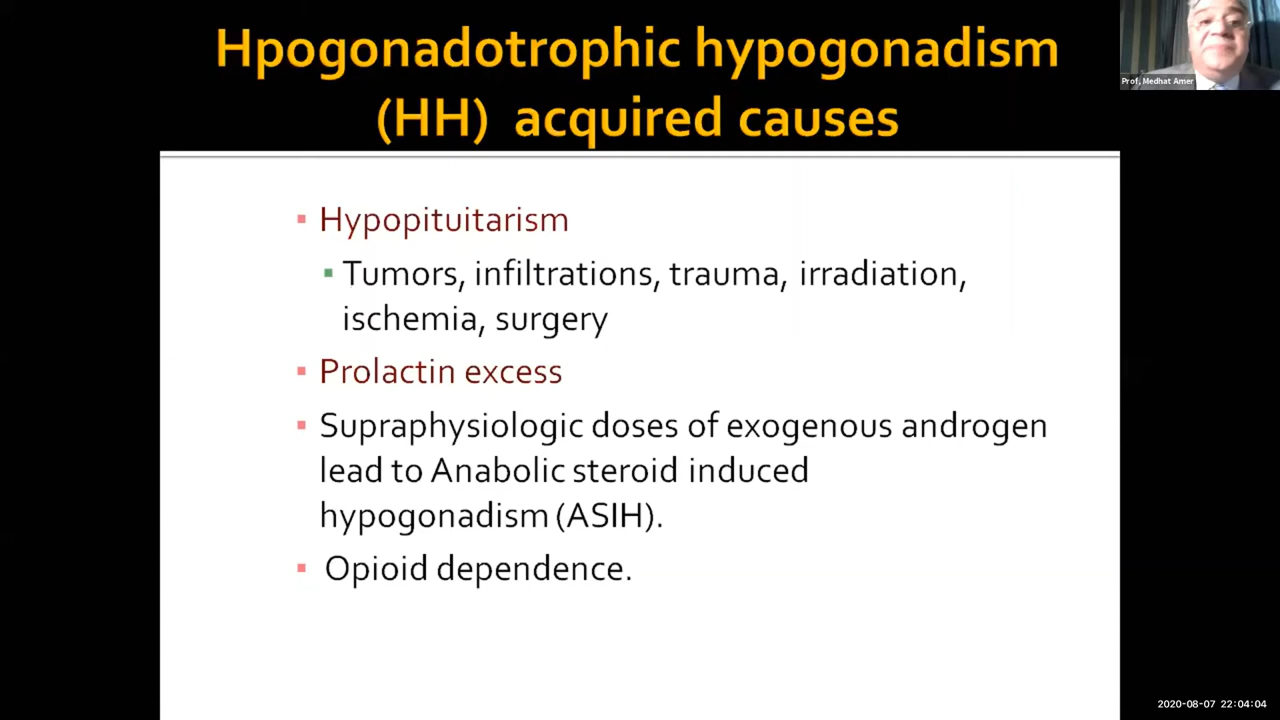 Hpogonadotrophic hypogonadism
(HH) acquired causes
Prof. Medhat Amer
Hypopituitarism
Tumors, infiltrations, trauma, irradiation,
ischemia, surgery
Prolactin excess
Supraphysiologic doses of exogenous androgen
lead to Anabolic steroid induced
hypogonadism (ASIH).
Opioid dependence.
2020-08-07 22:04:04